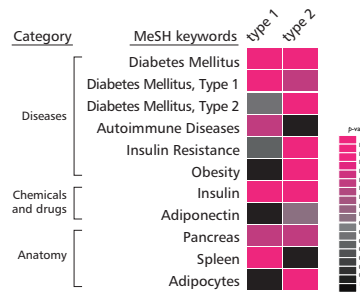 Category
MeSH keywords
type 1
type 2
Diabetes Mellitus
Diabetes Mellitus, Type 1
Diabetes Mellitus, Type 2
Autoimmune Diseases
Insulin Resistance
Obesity
Insulin
Adiponectin
Pancreas
Spleen
Adipocytes
Diseases
Chemicals
and drugs
Anatomy